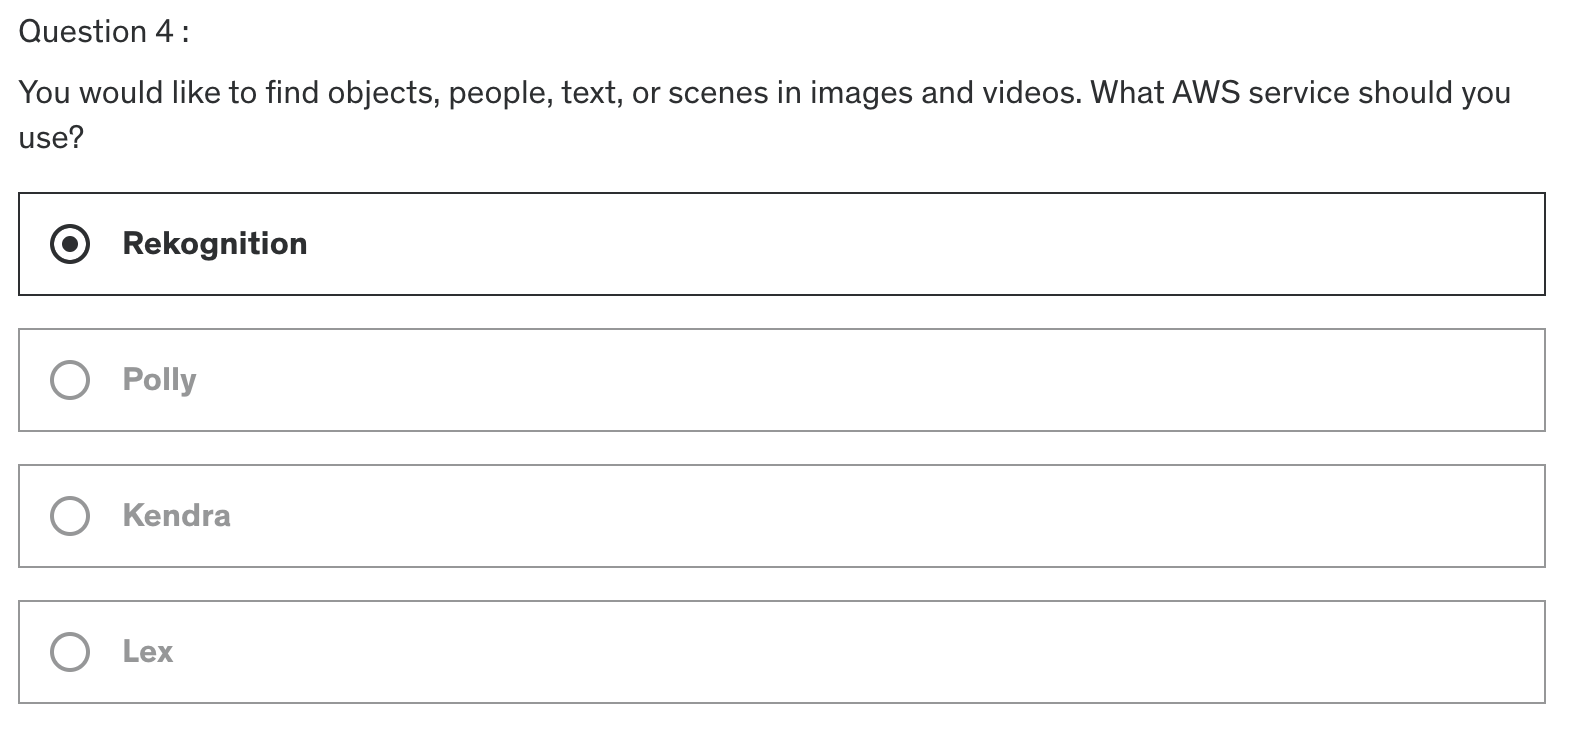 Question 4 :
You would like to find objects, people, text, or scenes in images and videos. What AWS service should you
use?
Rekognition
Polly
Kendra
Lex